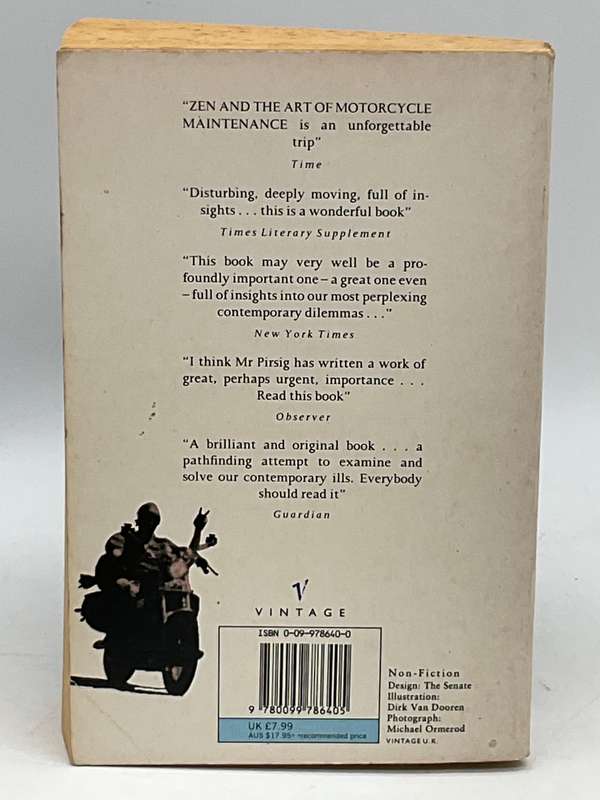 “ZEN AND THE ART OF MOTORCYCLE
MAINTENANCE is an unforgettable
trip”
Time
“Disturbing, deeply moving, full of in-
sights . . . this is a wonderful book”
Times Literary Supplement
“This book may very well be a pro-
foundly important one – a great one even
– full of insights into our most perplexing
contemporary dilemmas . . .”
New York Times
“I think Mr Pirsig has written a work of
great, perhaps urgent, importance . . .
Read this book”
Observer
“A brilliant and original book . . . a
pathfinding attempt to examine and
solve our contemporary ills. Everybody
should read it”
Guardian
V
VINTAGE
ISBN 0-09-978640-0
9 780099 786405
UK £7.99
AUS $17.95* *recommended price
Non-Fiction
Design: The Senate
Illustration:
Dirk Van Dooren
Photograph:
Michael Ormerod
VINTAGE U.K.